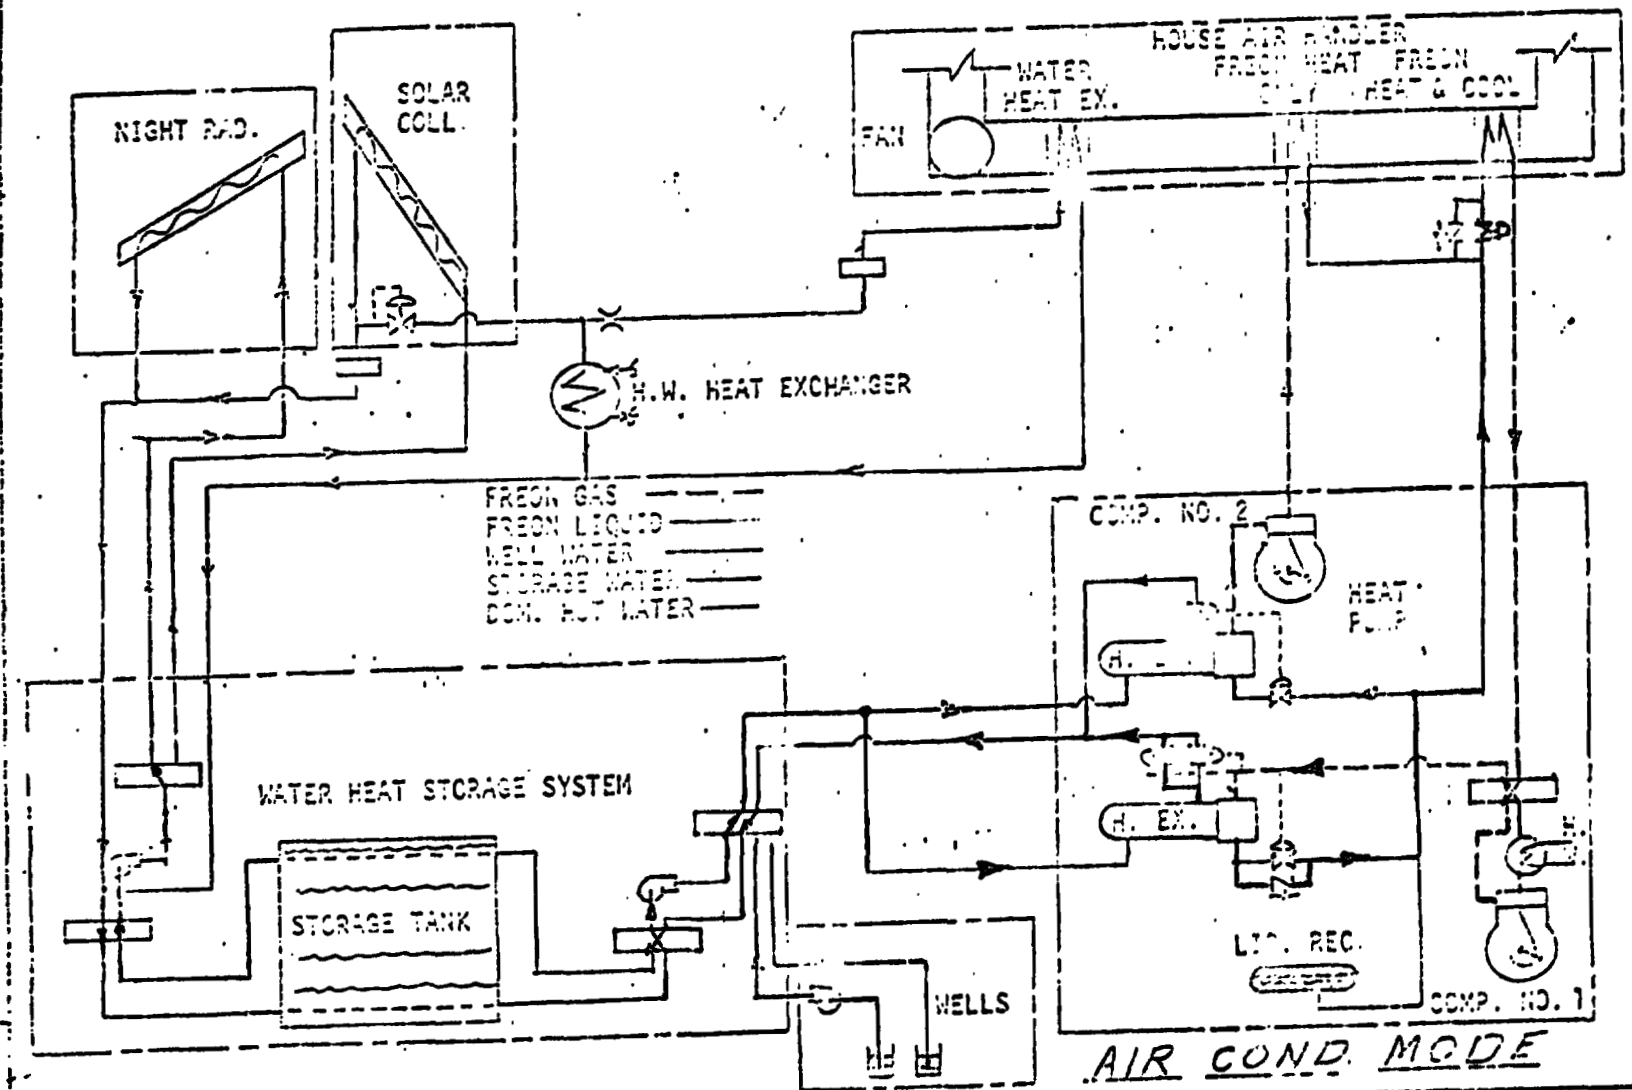 SOLAR
COLL.
NIGHT RAD.
HOUSE AIR HANDLER
WATER
HEAT EX.
FREON HEAT
ONLY
FREON
HEAT & COOL
FAN
H.W. HEAT EXCHANGER
FREON GAS
FREON LIQUID
WELL WATER
STORAGE WATER
DOM. HOT WATER
COMP. NO. 2
HEAT
PUMP
H.
WATER HEAT STORAGE SYSTEM
H. EX.
STORAGE TANK
LIQ. REC.
WELLS
COMP. NO. 1
AIR COND. MODE